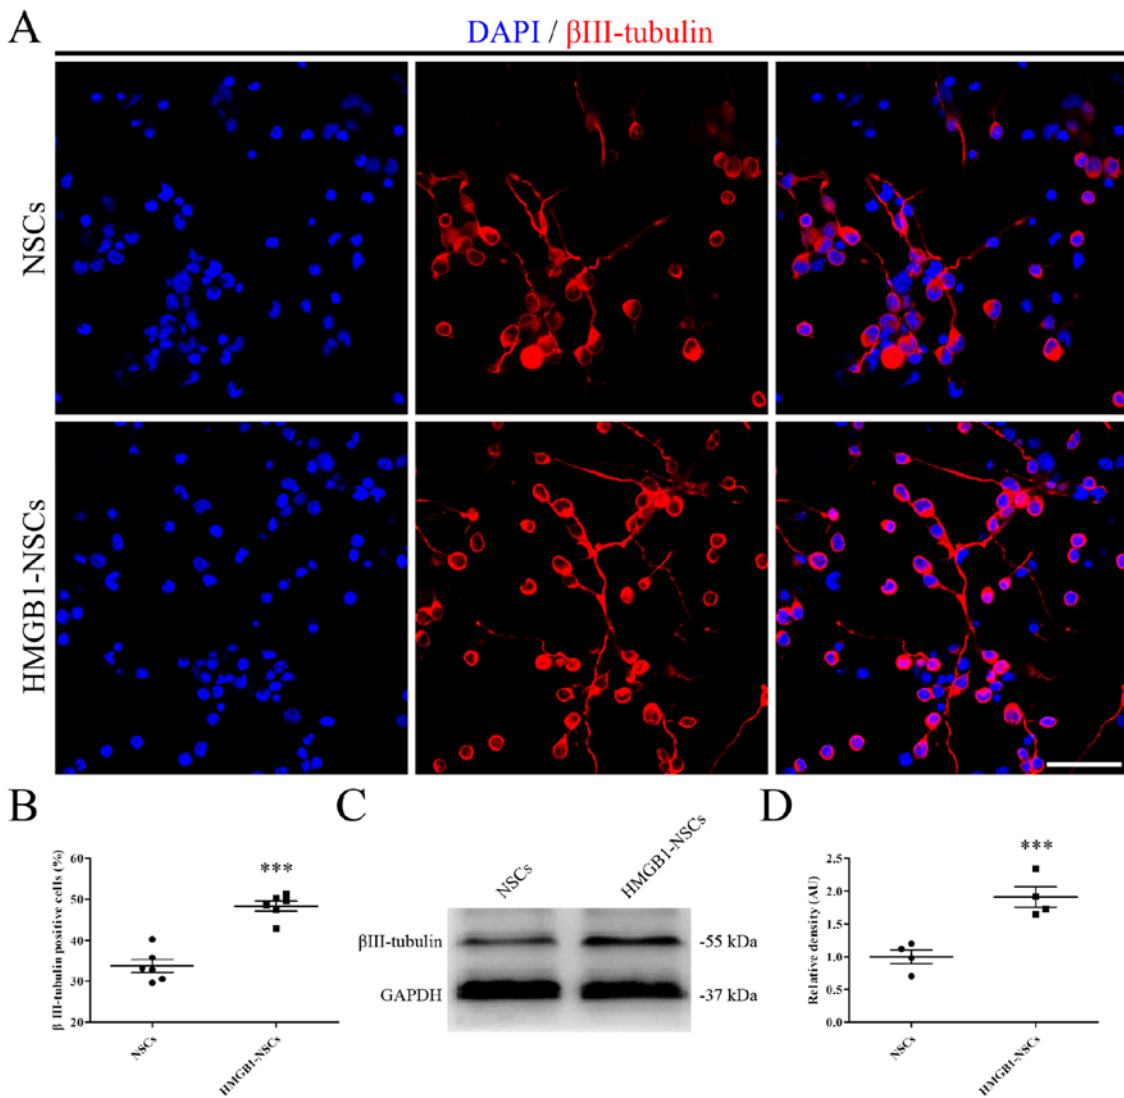 A
DAPI / βIII-tubulin
NSCs
HMGB1-NSCs
B
β III-tubulin positive cells (%)
60
50
40
30
20
***
NSCs
HMGB1-NSCs
C
NSCs
HMGB1-NSCs
βIII-tubulin
-55 kDa
GAPDH
-37 kDa
D
Relative density (AU)
2.5
2.0
1.5
1.0
0.5
0.0
***
NSCs
HMGB1-NSCs